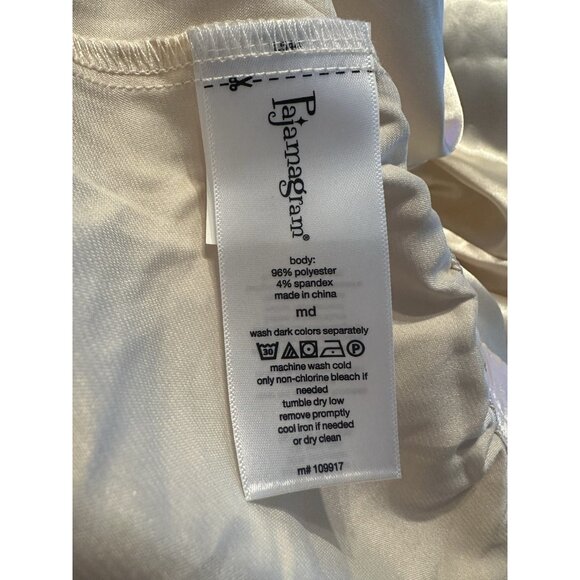 Pajamagram®
body:
96% polyester
4% spandex
made in china
md
wash dark colors separately
30 P
machine wash cold
only non-chlorine bleach if
needed
tumble dry low
remove promptly
cool iron if needed
or dry clean
m# 109917